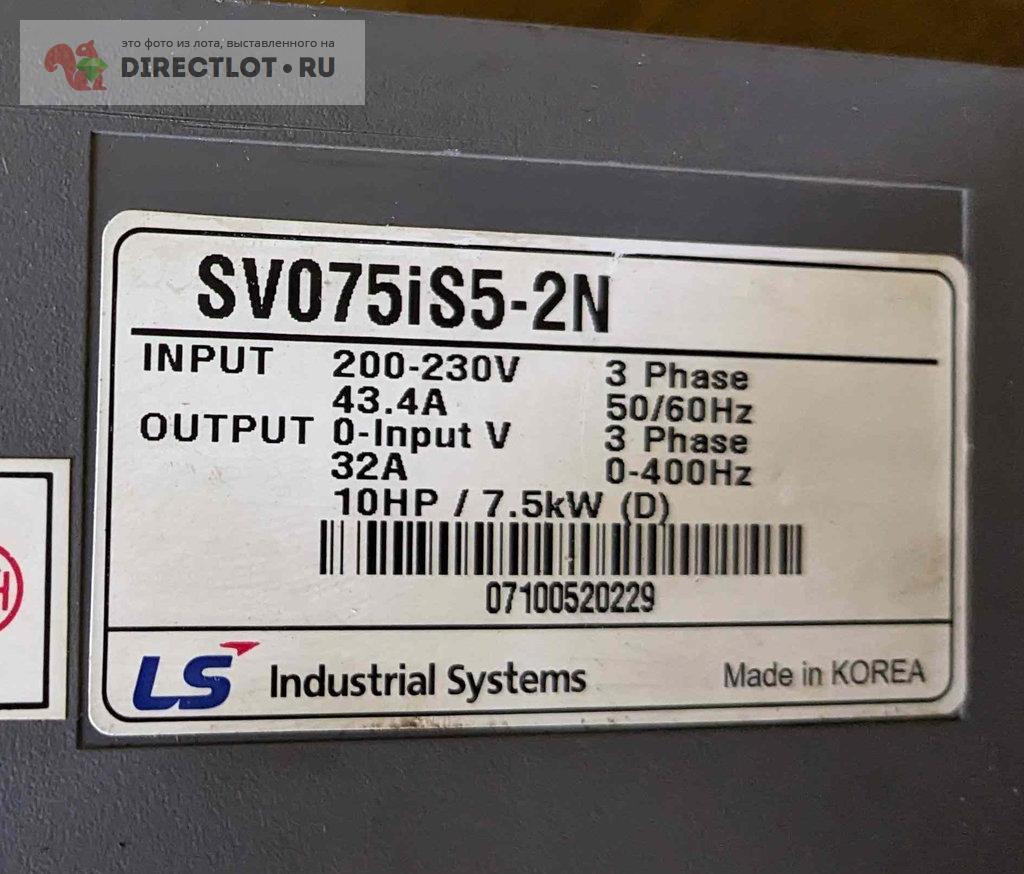 это фото из лота, выставленного на
DIRECTLOT•RU
SV075iS5-2N
INPUT 200-230V 3 Phase
43.4A 50/60Hz
OUTPUT 0-Input V 3 Phase
32A 0-400Hz
10HP / 7.5kW (D)
07100520229
LS Industrial Systems Made in KOREA